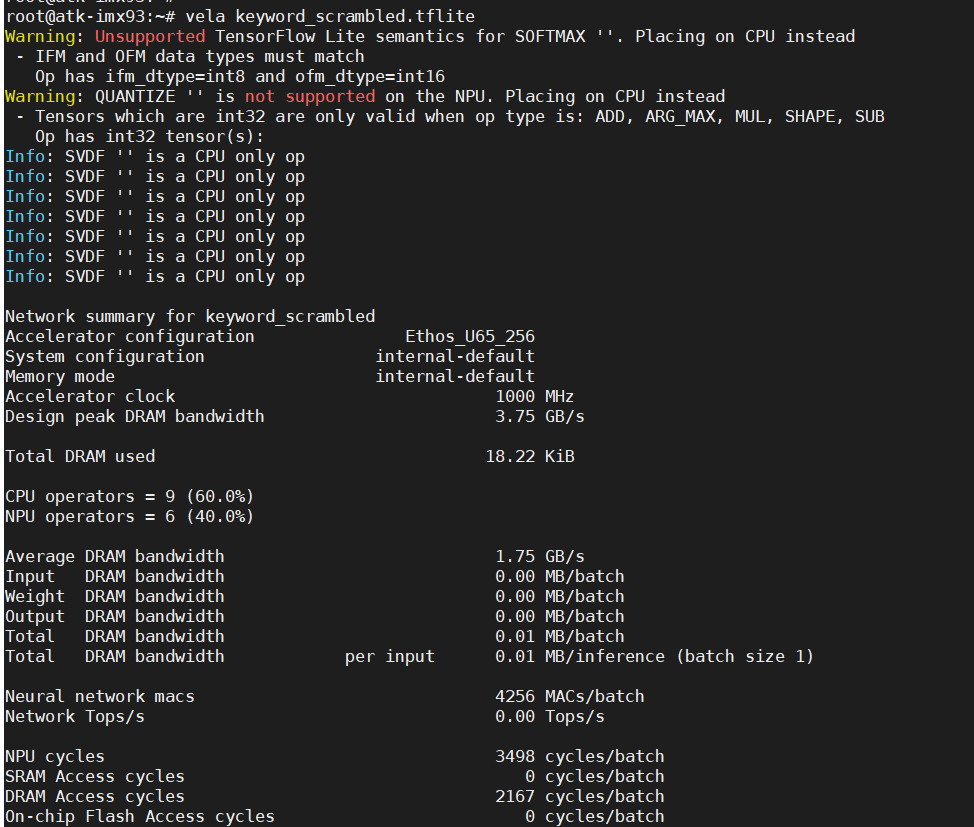 root@atk-imx93:~# vela keyword_scrambled.tflite
Warning: Unsupported TensorFlow Lite semantics for SOFTMAX ''. Placing on CPU instead
 - IFM and OFM data types must match
   Op has ifm_dtype=int8 and ofm_dtype=int16
Warning: QUANTIZE '' is not supported on the NPU. Placing on CPU instead
 - Tensors which are int32 are only valid when op type is: ADD, ARG_MAX, MUL, SHAPE, SUB
   Op has int32 tensor(s):
Info: SVDF '' is a CPU only op
Info: SVDF '' is a CPU only op
Info: SVDF '' is a CPU only op
Info: SVDF '' is a CPU only op
Info: SVDF '' is a CPU only op
Info: SVDF '' is a CPU only op
Info: SVDF '' is a CPU only op
Network summary for keyword_scrambled
Accelerator configuration               Ethos_U65_256
System configuration                 internal-default
Memory mode                          internal-default
Accelerator clock                                1000 MHz
Design peak DRAM bandwidth                       3.75 GB/s
Total DRAM used                                 18.22 KiB
CPU operators = 9 (60.0%)
NPU operators = 6 (40.0%)
Average DRAM bandwidth                           1.75 GB/s
Input   DRAM bandwidth                           0.00 MB/batch
Weight  DRAM bandwidth                           0.00 MB/batch
Output  DRAM bandwidth                           0.00 MB/batch
Total   DRAM bandwidth                           0.01 MB/batch
Total   DRAM bandwidth            per input      0.01 MB/inference (batch size 1)
Neural network macs                              4256 MACs/batch
Network Tops/s                                   0.00 Tops/s
NPU cycles                                       3498 cycles/batch
SRAM Access cycles                                  0 cycles/batch
DRAM Access cycles                               2167 cycles/batch
On-chip Flash Access cycles                         0 cycles/batch